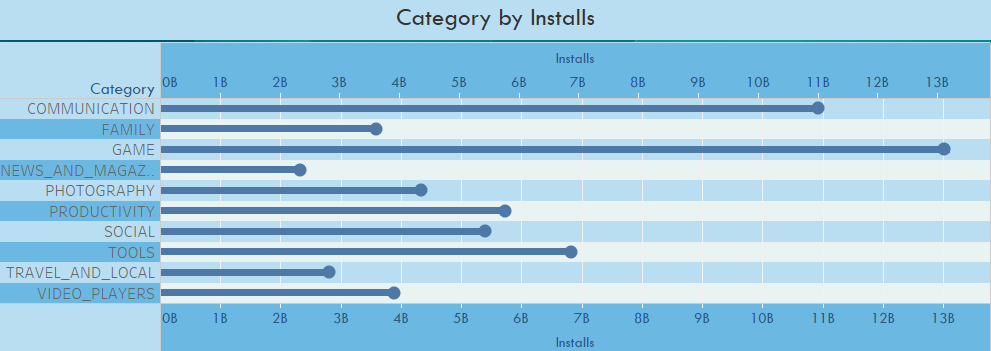 Category by Installs
Installs
Category
0B 1B 2B 3B 4B 5B 6B 7B 8B 9B 10B 11B 12B 13B
COMMUNICATION
FAMILY
GAME
NEWS_AND_MAGAZ..
PHOTOGRAPHY
PRODUCTIVITY
SOCIAL
TOOLS
TRAVEL_AND_LOCAL
VIDEO_PLAYERS
0B 1B 2B 3B 4B 5B 6B 7B 8B 9B 10B 11B 12B 13B
Installs